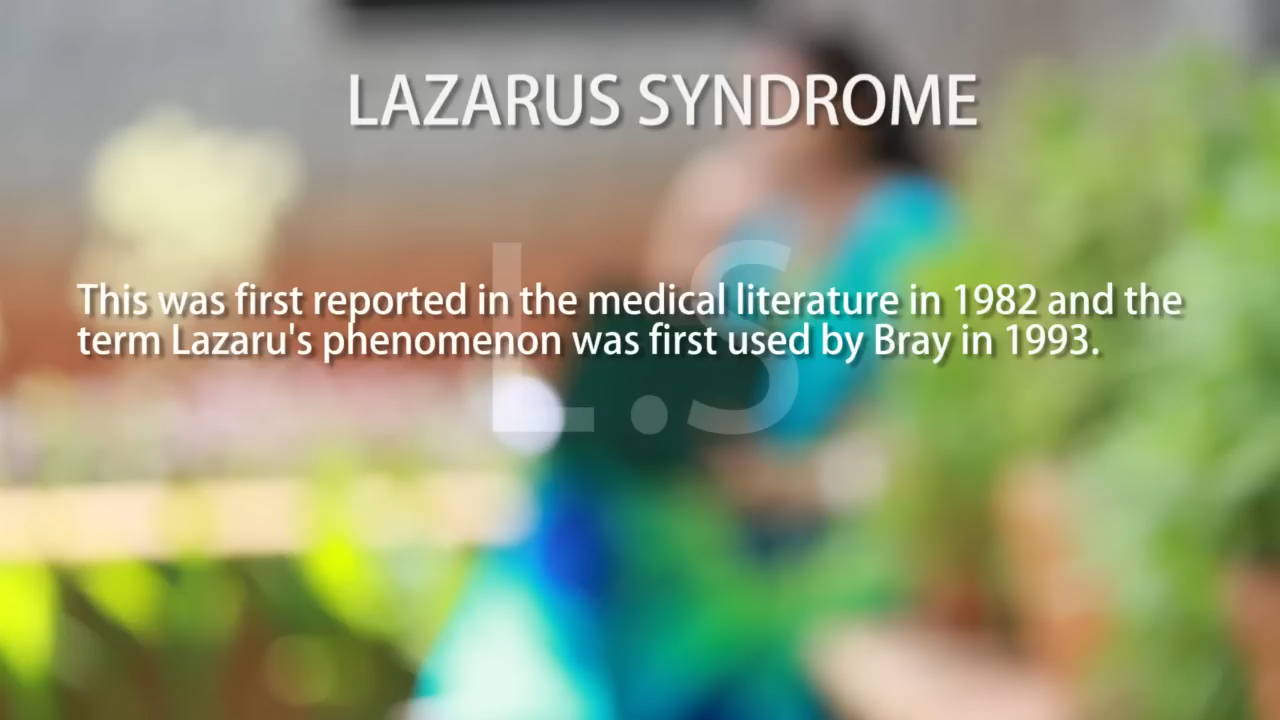 LAZARUS SYNDROME
This was first reported in the medical literature in 1982 and the
term Lazaru's phenomenon was first used by Bray in 1993.
L.S